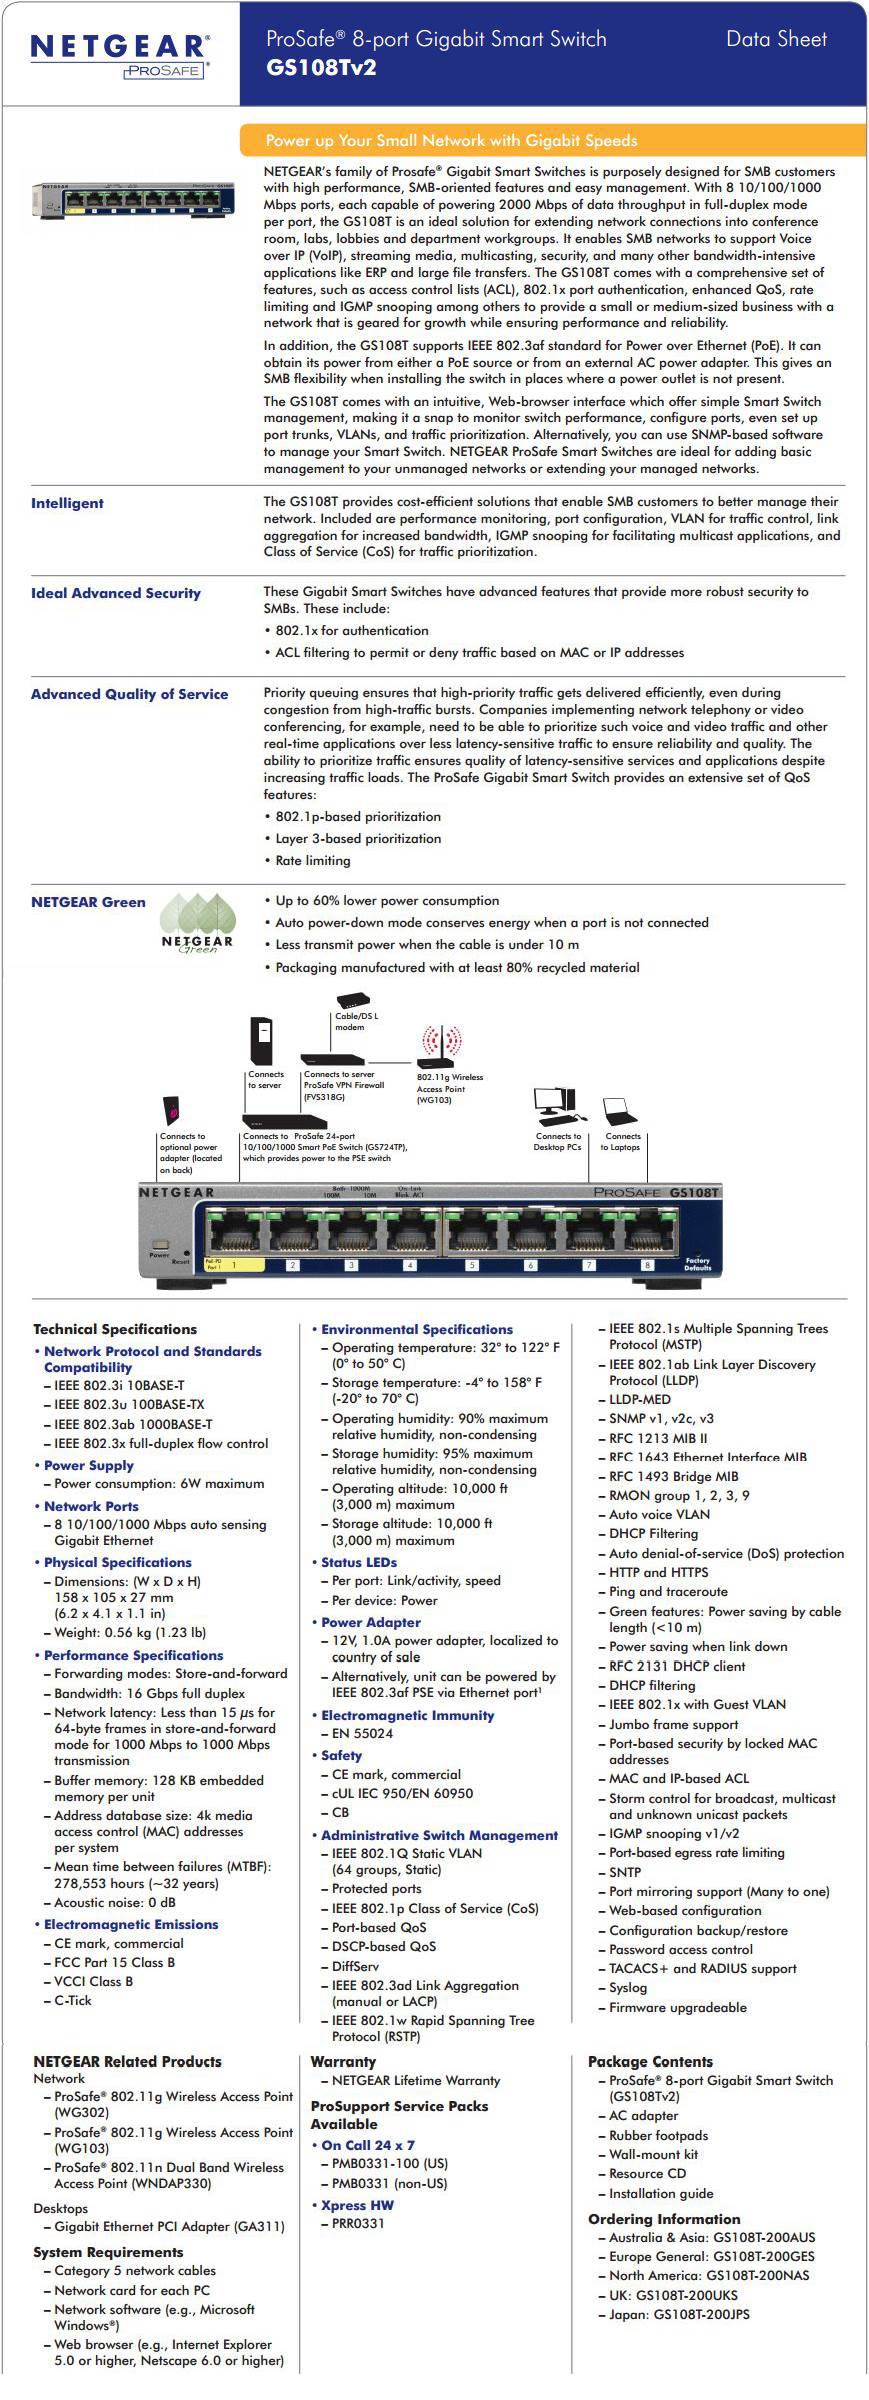 NETGEAR®
PROSAFE®
ProSafe® 8-port Gigabit Smart Switch
Data Sheet
GS108Tv2
Power up Your Small Network with Gigabit Speeds
NETGEAR
PROSAFE GS108T
NETGEAR's family of Prosafe® Gigabit Smart Switches is purposely designed for SMB customers
with high performance, SMB-oriented features and easy management. With 8 10/100/1000
Mbps ports, each capable of powering 2000 Mbps of data throughput in full-duplex mode
per port, the GS108T is an ideal solution for extending network connections into conference
room, labs, lobbies and department workgroups. It enables SMB networks to support Voice
over IP (VoIP), streaming media, multicasting, security, and many other bandwidth-intensive
applications like ERP and large file transfers. The GS108T comes with a comprehensive set of
features, such as access control lists (ACL), 802.1x port authentication, enhanced QoS, rate
limiting and IGMP snooping among others to provide a small or medium-sized business with a
network that is geared for growth while ensuring performance and reliability.
In addition, the GS108T supports IEEE 802.3af standard for Power over Ethernet (PoE). It can
obtain its power from either a PoE source or from an external AC power adapter. This gives an
SMB flexibility when installing the switch in places where a power outlet is not present.
The GS108T comes with an intuitive, Web-browser interface which offer simple Smart Switch
management, making it a snap to monitor switch performance, configure ports, even set up
port trunks, VLANs, and traffic prioritization. Alternatively, you can use SNMP-based software
to manage your Smart Switch. NETGEAR ProSafe Smart Switches are ideal for adding basic
management to your unmanaged networks or extending your managed networks.
Intelligent
The GS108T provides cost-efficient solutions that enable SMB customers to better manage their
network. Included are performance monitoring, port configuration, VLAN for traffic control, link
aggregation for increased bandwidth, IGMP snooping for facilitating multicast applications, and
Class of Service (CoS) for traffic prioritization.
Ideal Advanced Security
These Gigabit Smart Switches have advanced features that provide more robust security to
SMBs. These include:
• 802.1x for authentication
• ACL filtering to permit or deny traffic based on MAC or IP addresses
Advanced Quality of Service
Priority queuing ensures that high-priority traffic gets delivered efficiently, even during
congestion from high-traffic bursts. Companies implementing network telephony or video
conferencing, for example, need to be able to prioritize such voice and video traffic and other
real-time applications over less latency-sensitive traffic to ensure reliability and quality. The
ability to prioritize traffic ensures quality of latency-sensitive services and applications despite
increasing traffic loads. The ProSafe Gigabit Smart Switch provides an extensive set of QoS
features:
• 802.1p-based prioritization
• Layer 3-based prioritization
• Rate limiting
NETGEAR Green
NETGEAR
Green
• Up to 60% lower power consumption
• Auto power-down mode conserves energy when a port is not connected
• Less transmit power when the cable is under 10 m
• Packaging manufactured with at least 80% recycled material
Cable/DS L
modem
Connects
to server
Connects to server
ProSafe VPN Firewall
(FVS318G)
802.11g Wireless
Access Point
(WG103)
Connects to
optional power
adapter (located
on back)
Connects to ProSafe 24-port
10/100/1000 Smart PoE Switch (GS724TP),
which provides power to the PSE switch
Connects to
Desktop PCs
Connects
to Laptops
NETGEAR
Both-1000M
100M 10M
On-Link
Blink-ACT
PROSAFE GS108T
Power
Reset
PoE-PD
Port 1
1 2 3 4 5 6 7 8
Factory
Defaults
Technical Specifications
• Network Protocol and Standards
Compatibility
– IEEE 802.3i 10BASE-T
– IEEE 802.3u 100BASE-TX
– IEEE 802.3ab 1000BASE-T
– IEEE 802.3x full-duplex flow control
• Power Supply
– Power consumption: 6W maximum
• Network Ports
– 8 10/100/1000 Mbps auto sensing
Gigabit Ethernet
• Physical Specifications
– Dimensions: (W x D x H)
158 x 105 x 27 mm
(6.2 x 4.1 x 1.1 in)
– Weight: 0.56 kg (1.23 lb)
• Performance Specifications
– Forwarding modes: Store-and-forward
– Bandwidth: 16 Gbps full duplex
– Network latency: Less than 15 µs for
64-byte frames in store-and-forward
mode for 1000 Mbps to 1000 Mbps
transmission
– Buffer memory: 128 KB embedded
memory per unit
– Address database size: 4k media
access control (MAC) addresses
per system
– Mean time between failures (MTBF):
278,553 hours (~32 years)
– Acoustic noise: 0 dB
• Electromagnetic Emissions
– CE mark, commercial
– FCC Part 15 Class B
– VCCI Class B
– C-Tick
• Environmental Specifications
– Operating temperature: 32° to 122° F
(0° to 50° C)
– Storage temperature: -4° to 158° F
(-20° to 70° C)
– Operating humidity: 90% maximum
relative humidity, non-condensing
– Storage humidity: 95% maximum
relative humidity, non-condensing
– Operating altitude: 10,000 ft
(3,000 m) maximum
– Storage altitude: 10,000 ft
(3,000 m) maximum
• Status LEDs
– Per port: Link/activity, speed
– Per device: Power
• Power Adapter
– 12V, 1.0A power adapter, localized to
country of sale
– Alternatively, unit can be powered by
IEEE 802.3af PSE via Ethernet port¹
• Electromagnetic Immunity
– EN 55024
• Safety
– CE mark, commercial
– cUL IEC 950/EN 60950
– CB
• Administrative Switch Management
– IEEE 802.1Q Static VLAN
(64 groups, Static)
– Protected ports
– IEEE 802.1p Class of Service (CoS)
– Port-based QoS
– DSCP-based QoS
– DiffServ
– IEEE 802.3ad Link Aggregation
(manual or LACP)
– IEEE 802.1w Rapid Spanning Tree
Protocol (RSTP)
– IEEE 802.1s Multiple Spanning Trees
Protocol (MSTP)
– IEEE 802.1ab Link Layer Discovery
Protocol (LLDP)
– LLDP-MED
– SNMP v1, v2c, v3
– RFC 1213 MIB II
– RFC 1643 Ethernet Interface MIB
– RFC 1493 Bridge MIB
– RMON group 1, 2, 3, 9
– Auto voice VLAN
– DHCP Filtering
– Auto denial-of-service (DoS) protection
– HTTP and HTTPS
– Ping and traceroute
– Green features: Power saving by cable
length (<10 m)
– Power saving when link down
– RFC 2131 DHCP client
– DHCP filtering
– IEEE 802.1x with Guest VLAN
– Jumbo frame support
– Port-based security by locked MAC
addresses
– MAC and IP-based ACL
– Storm control for broadcast, multicast
and unknown unicast packets
– IGMP snooping v1/v2
– Port-based egress rate limiting
– SNTP
– Port mirroring support (Many to one)
– Web-based configuration
– Configuration backup/restore
– Password access control
– TACACS+ and RADIUS support
– Syslog
– Firmware upgradeable
NETGEAR Related Products
Network
– ProSafe® 802.11g Wireless Access Point
(WG302)
– ProSafe® 802.11g Wireless Access Point
(WG103)
– ProSafe® 802.11n Dual Band Wireless
Access Point (WNDAP330)
Desktops
– Gigabit Ethernet PCI Adapter (GA311)
System Requirements
– Category 5 network cables
– Network card for each PC
– Network software (e.g., Microsoft
Windows®)
– Web browser (e.g., Internet Explorer
5.0 or higher, Netscape 6.0 or higher)
Warranty
– NETGEAR Lifetime Warranty
ProSupport Service Packs
Available
• On Call 24 x 7
– PMB0331-100 (US)
– PMB0331 (non-US)
• Xpress HW
– PRR0331
Package Contents
– ProSafe® 8-port Gigabit Smart Switch
(GS108Tv2)
– AC adapter
– Rubber footpads
– Wall-mount kit
– Resource CD
– Installation guide
Ordering Information
– Australia & Asia: GS108T-200AUS
– Europe General: GS108T-200GES
– North America: GS108T-200NAS
– UK: GS108T-200UKS
– Japan: GS108T-200JPS